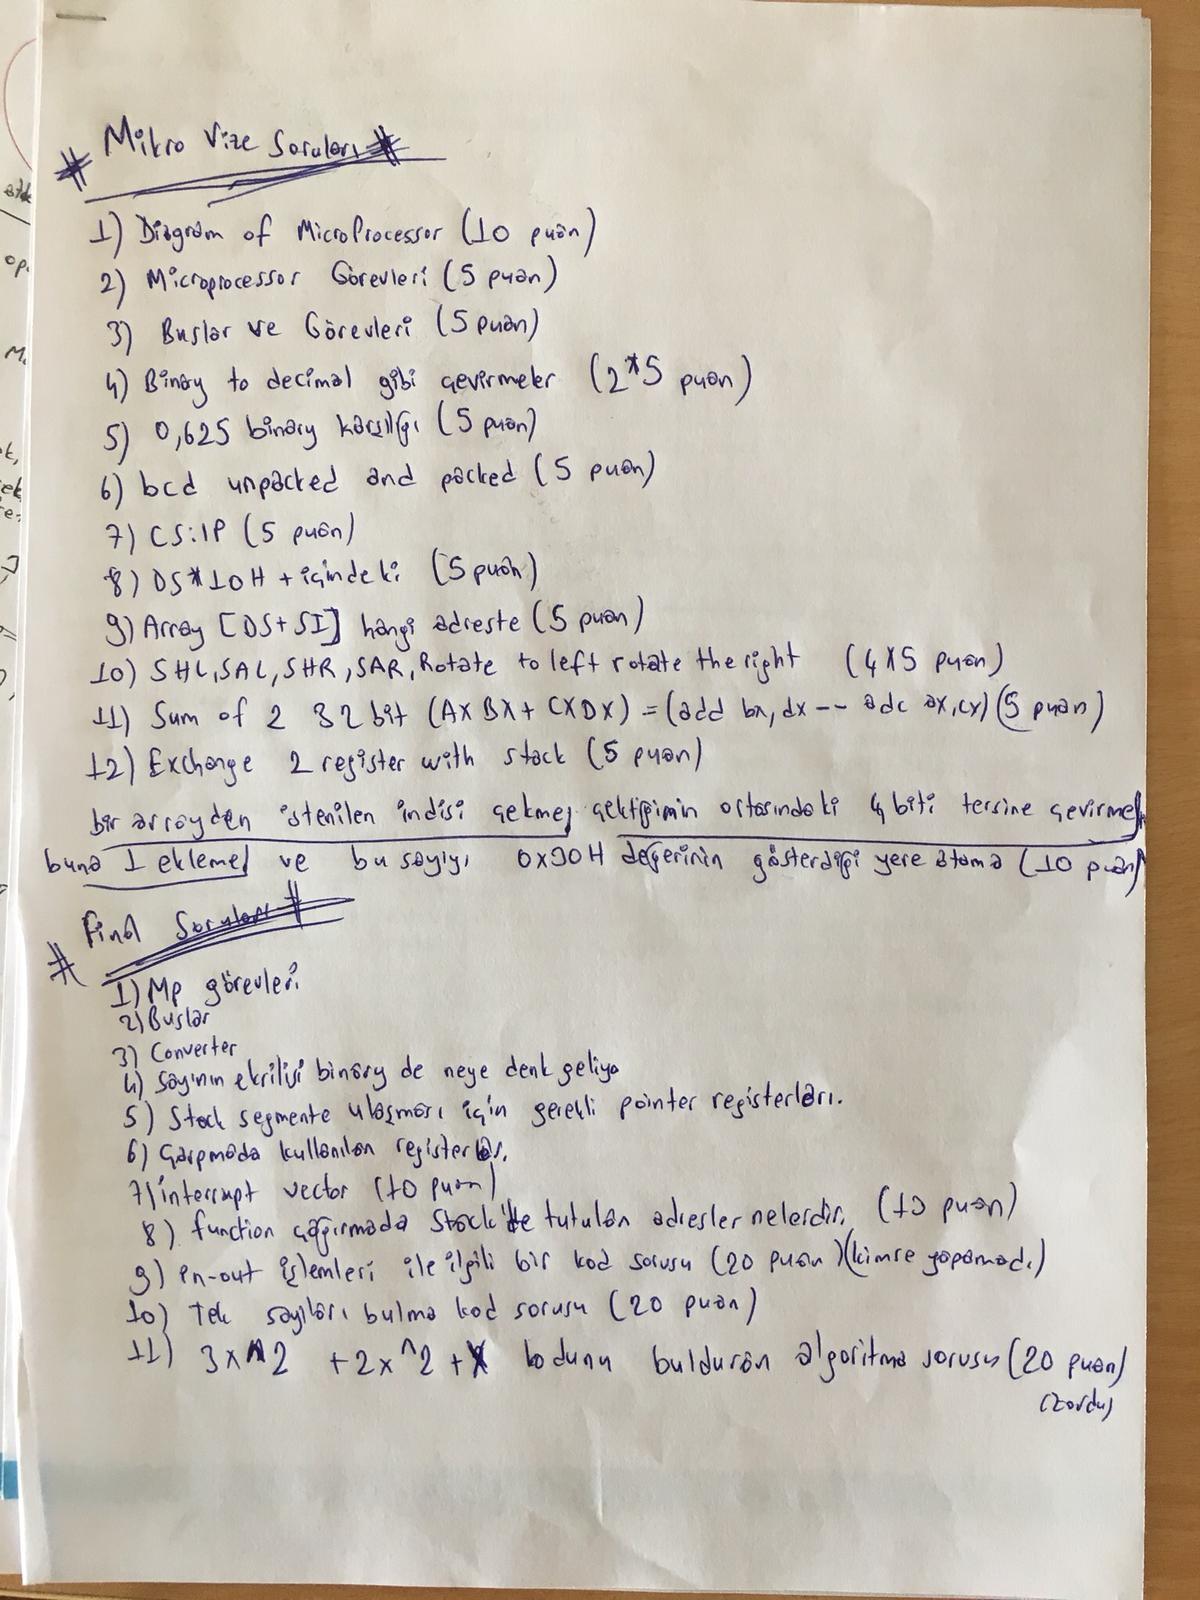 # Mikro Vize Soruları #
1) Diagram of MicroProcessor (10 puan)
2) Microprocessor Görevleri (5 puan)
3) Buslar ve Görevleri (5 puan)
4) Binary to decimal gibi çevirmeler (2*5 puan)
5) 0,625 binary karşılığı (5 puan)
6) bcd unpacked and packed (5 puan)
7) CS:IP (5 puan)
8) DS*10H + içindeki (5 puan)
9) Array [DS+SI] hangi adreste (5 puan)
10) SHL, SAL, SHR, SAR, Rotate to left rotate the right (4x5 puan)
11) Sum of 2 32 bit (AX BX + CX DX) = (add bx, dx -- adc ax, cx) (5 puan)
12) Exchange 2 register with stack (5 puan)
bir arrayden istenilen indisi çekme, çektiğimin ortasındaki 4 biti tersine çevirme,
buna 1 ekleme, ve bu sayıyı 0x30H değerinin gösterdiği yere atama (10 puan)
# Final Soruları #
1) Mp görevleri
2) Buslar
3) Converter
4) Sayının ekrilisi binary de neye denk geliyo
5) Stack segmente ulaşması için gerekli pointer registerları.
6) Çarpmada kullanılan registerlar.
7) interrupt vector (10 puan)
8) function çağırmada Stack'te tutulan adresler nelerdir. (10 puan)
9) in-out işlemleri ile ilgili bir kod sorusu (20 puan) (kimse yapamadı)
10) Tek sayıları bulma kod sorusu (20 puan)
11) 3x^2 + 2x^2 + X kodunu bulduran algoritma sorusu (20 puan)
(zordu)